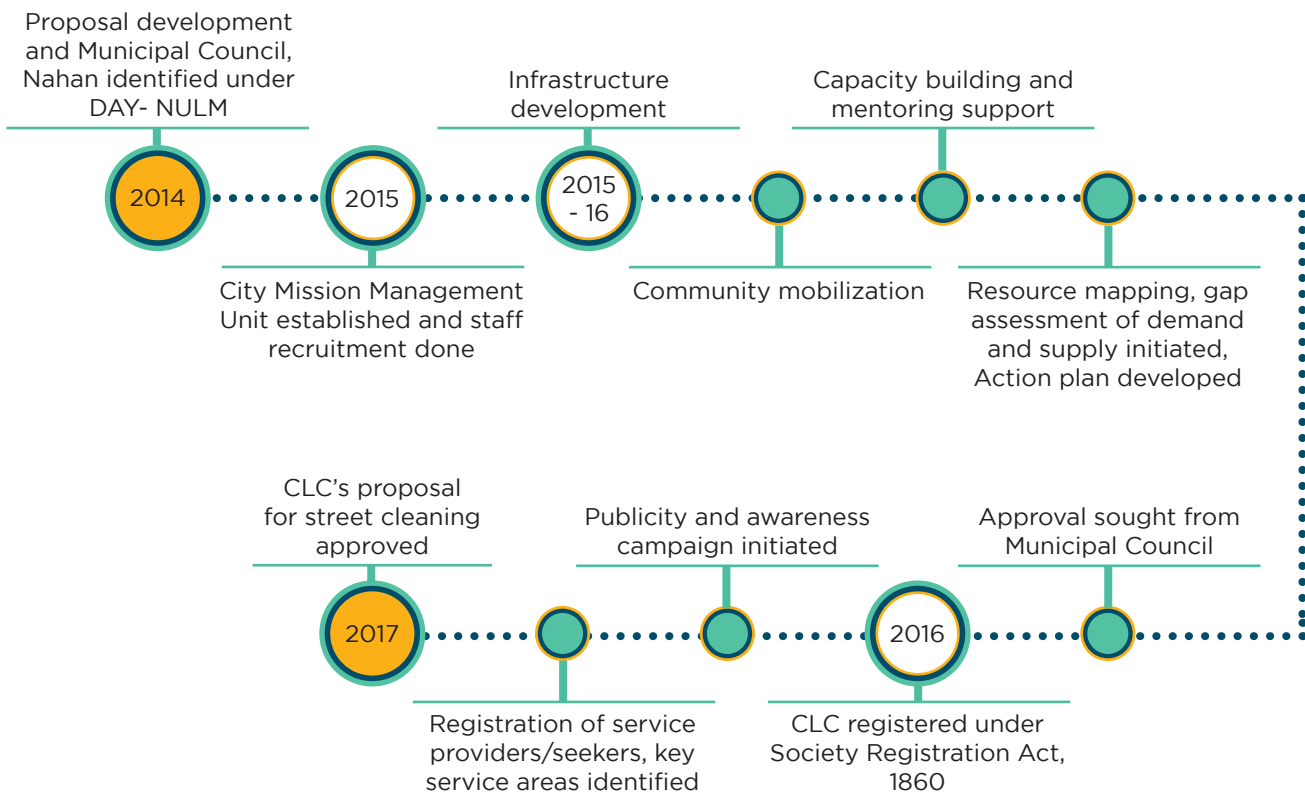 Proposal development
and Municipal Council,
Nahan identified under
DAY- NULM
2014
2015
City Mission Management
Unit established and staff
recruitment done
Infrastructure
development
2015
- 16
Community mobilization
Capacity building and
mentoring support
Resource mapping, gap
assessment of demand
and supply initiated,
Action plan developed
Approval sought from
Municipal Council
2016
CLC registered under
Society Registration Act,
1860
Publicity and awareness
campaign initiated
Registration of service
providers/seekers, key
service areas identified
CLC's proposal
for street cleaning
approved
2017